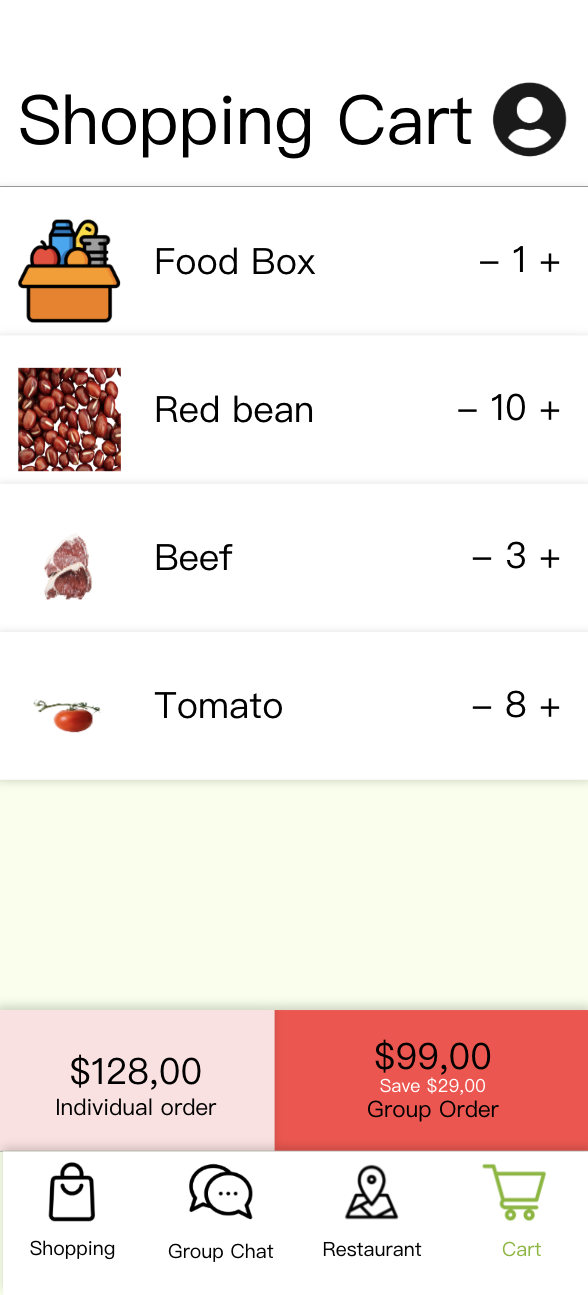 Shopping Cart
Food Box – 1 +
Red bean – 10 +
Beef – 3 +
Tomato – 8 +
$128,00
Individual order
$99,00
Save $29,00
Group Order
Shopping Group Chat Restaurant Cart